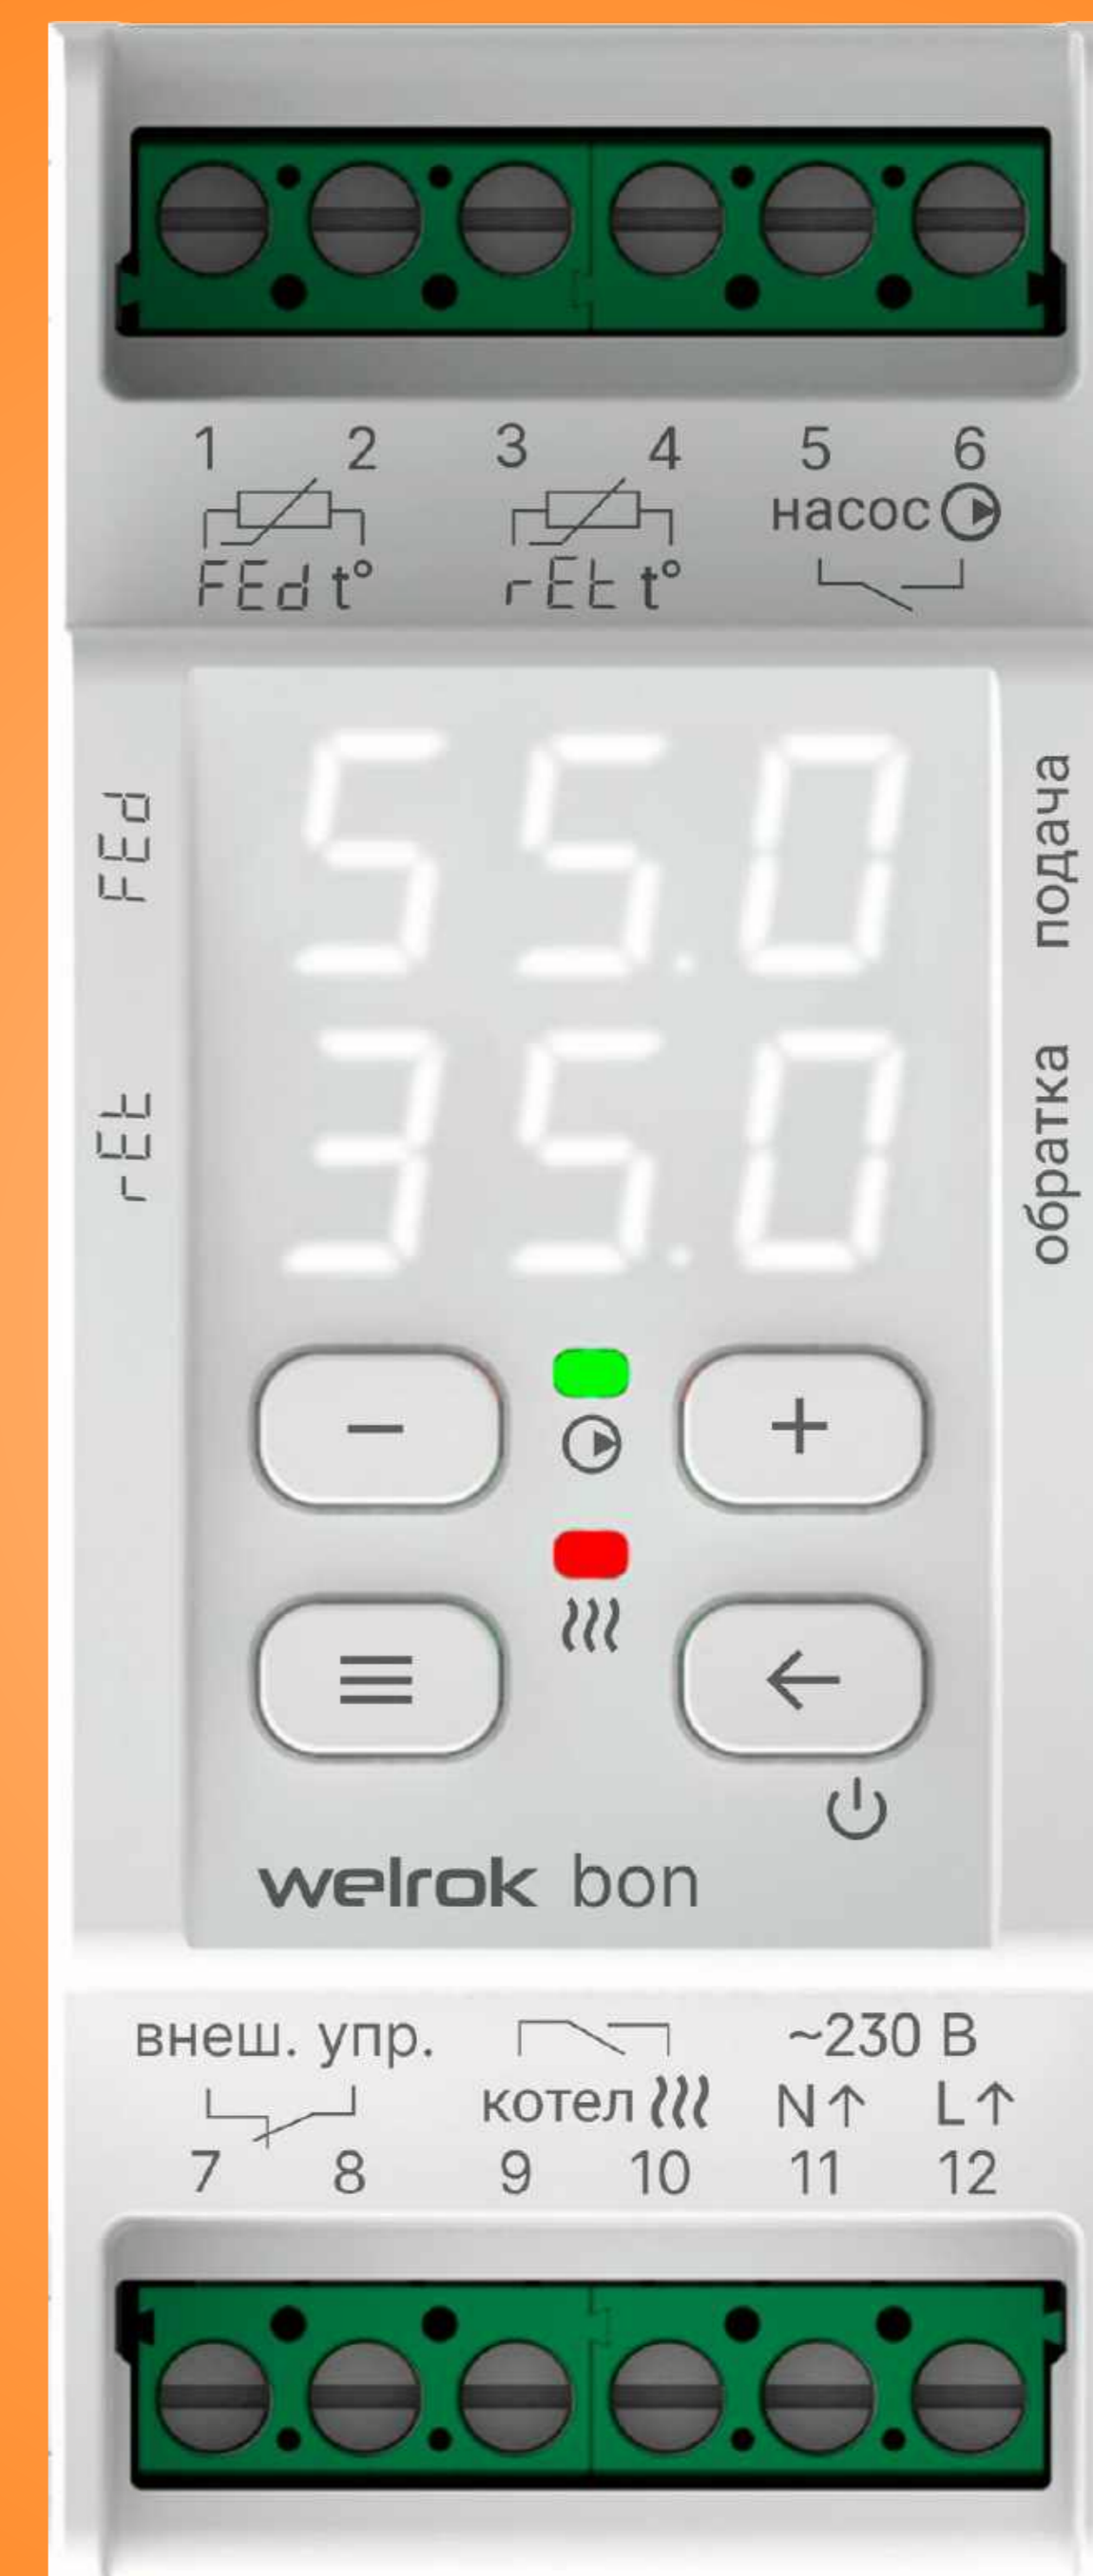 1 2 3 4 5 6
насос
FEd t° rEt t°
FEd
55.0
подача
rEt
35.0
обратка
− +
welrok bon
внеш. упр. ~230 В
котел N↑ L↑
7 8 9 10 11 12